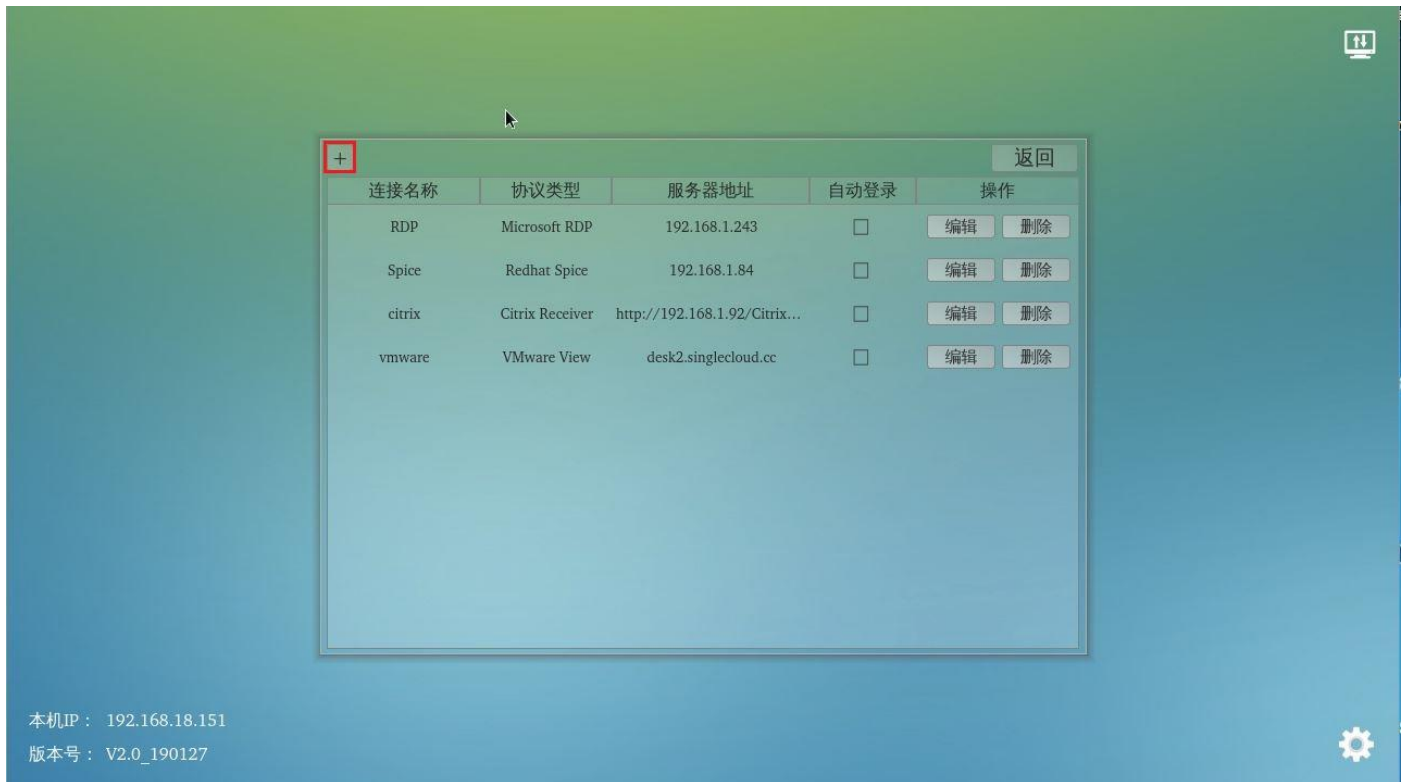 + 返回
连接名称 协议类型 服务器地址 自动登录 操作
RDP Microsoft RDP 192.168.1.243 编辑 删除
Spice Redhat Spice 192.168.1.84 编辑 删除
citrix Citrix Receiver http://192.168.1.92/Citrix... 编辑 删除
vmware VMware View desk2.singlecloud.cc 编辑 删除
本机IP： 192.168.18.151
版本号： V2.0_190127